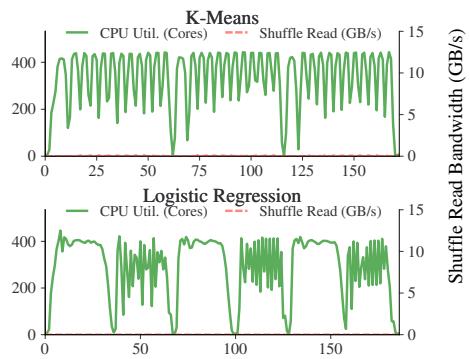 K-Means
CPU Util. (Cores) Shuffle Read (GB/s)
400
200
0
15
10
5
0
0 25 50 75 100 125 150
Logistic Regression
CPU Util. (Cores) Shuffle Read (GB/s)
400
200
0
15
10
5
0
0 50 100 150
Shuffle Read Bandwidth (GB/s)